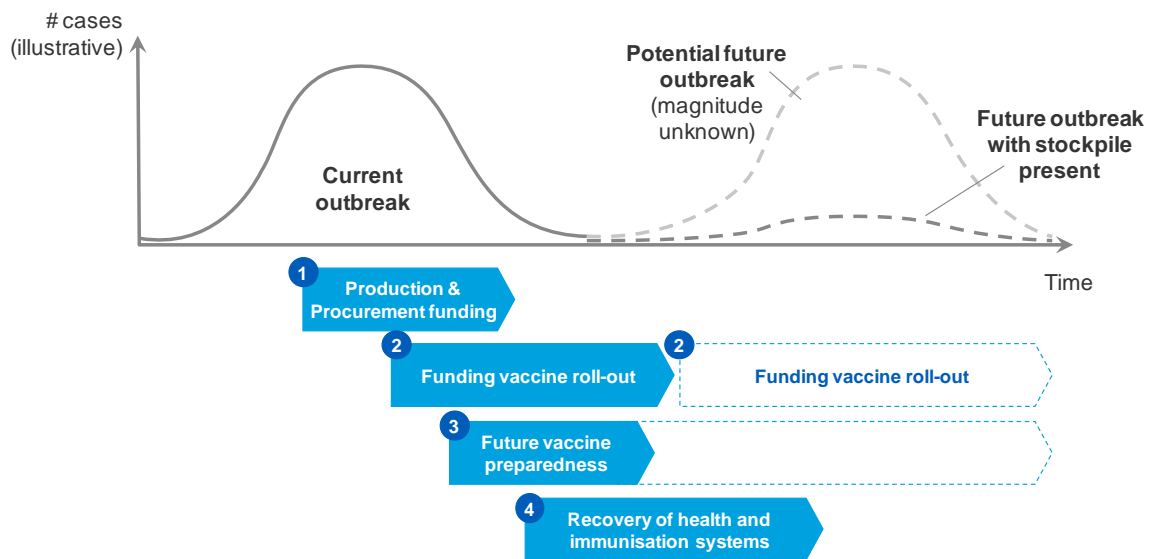 # cases
(illustrative)
Potential future
outbreak
(magnitude
unknown)
Future outbreak
with stockpile
present
Current
outbreak
Time
1
Production &
Procurement funding
2
Funding vaccine roll-out
2
Funding vaccine roll-out
3
Future vaccine
preparedness
4
Recovery of health and
immunisation systems